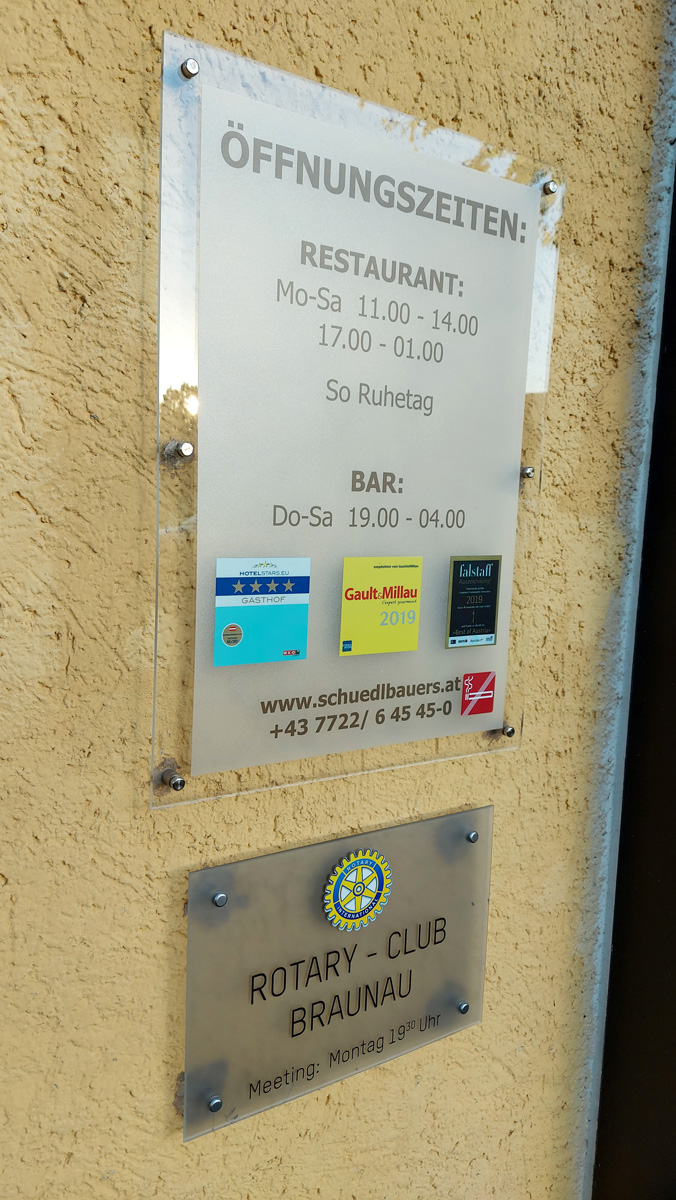 ÖFFNUNGSZEITEN:
RESTAURANT:
Mo-Sa 11.00 - 14.00
17.00 - 01.00
So Ruhetag
BAR:
Do-Sa 19.00 - 04.00
HOTELSTARS.EU
GASTHOF
Gault&Millau
2019
falstaff
2019
www.schuedlbauers.at
+43 7722/ 6 45 45-0
ROTARY
INTERNATIONAL
ROTARY - CLUB
BRAUNAU
Meeting: Montag 19³⁰ Uhr